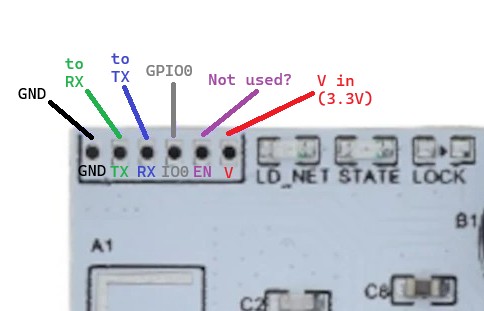 to
RX
to
TX
GPIO0
Not used?
V in
(3.3V)
GND
GND TX RX IO0 EN V
LD_NET STATE LOCK
B1
A1
C2
C8